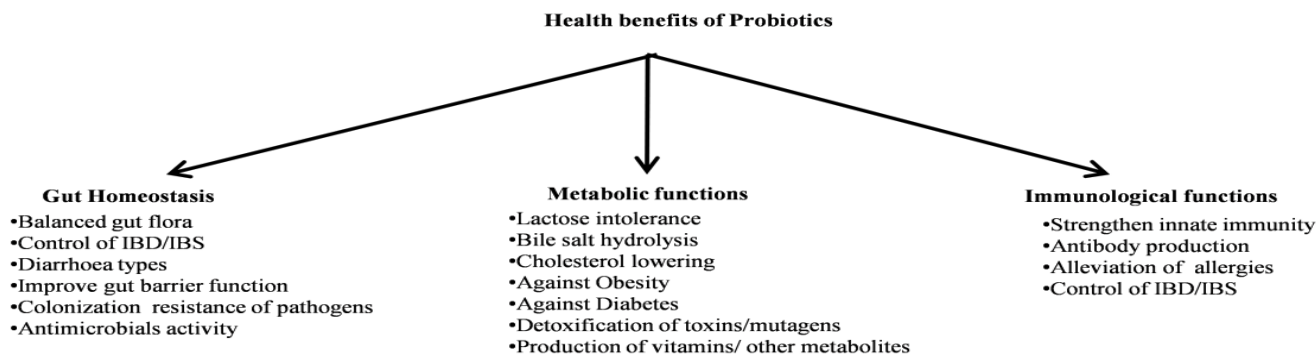 Health benefits of Probiotics
Gut Homeostasis
•Balanced gut flora
•Control of IBD/IBS
•Diarrhoea types
•Improve gut barrier function
•Colonization resistance of pathogens
•Antimicrobials activity
Metabolic functions
•Lactose intolerance
•Bile salt hydrolysis
•Cholesterol lowering
•Against Obesity
•Against Diabetes
•Detoxification of toxins/mutagens
•Production of vitamins/ other metabolites
Immunological functions
•Strengthen innate immunity
•Antibody production
•Alleviation of allergies
•Control of IBD/IBS